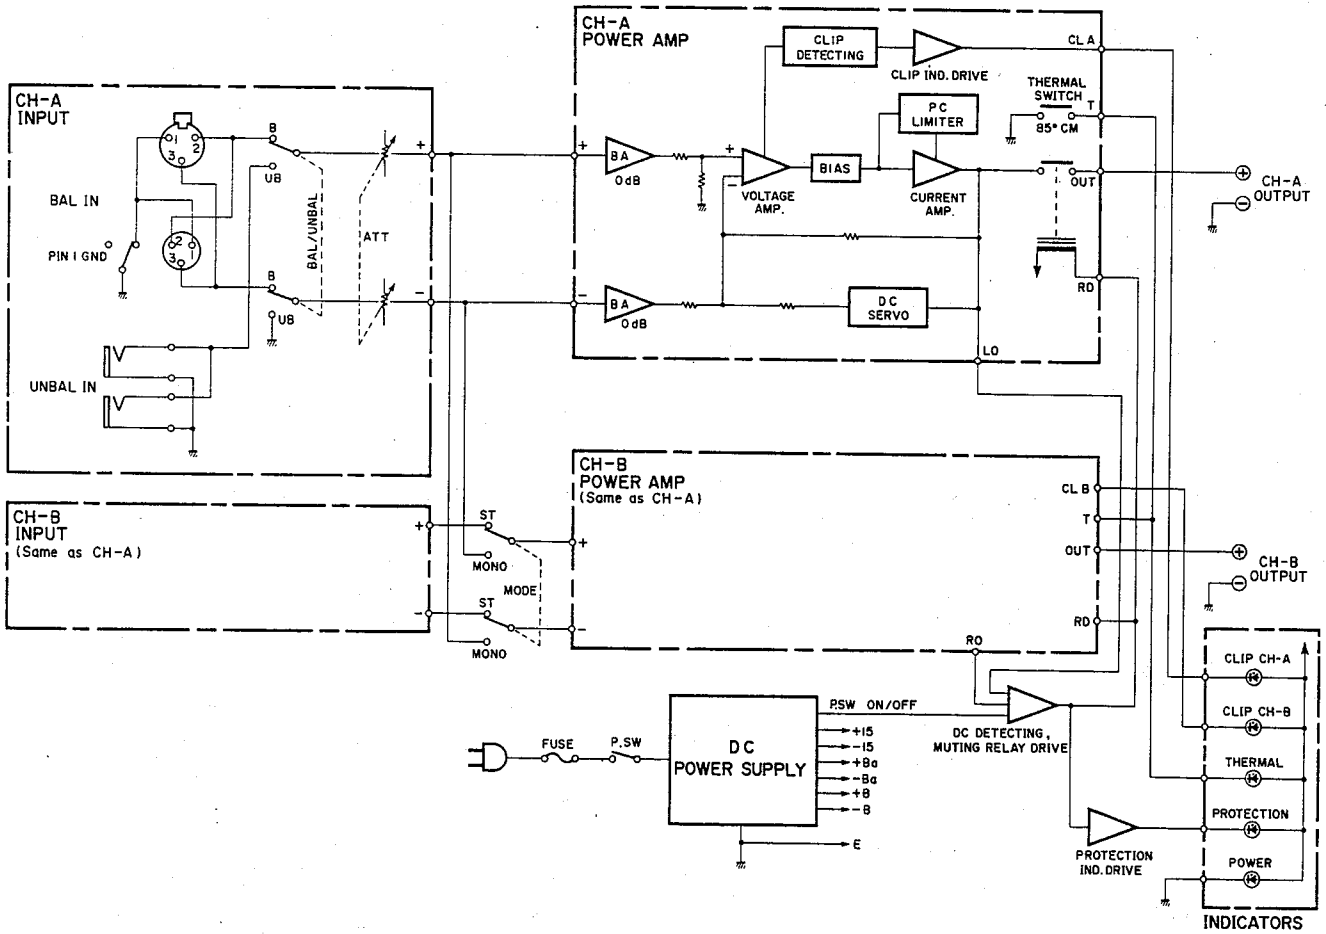 CH-A
INPUT
1
2
3
BAL IN
2
1
3
PIN 1 GND
UNBAL IN
B
UB
BAL/UNBAL
ATT
B
UB
+
−
CH-A
POWER AMP
CLIP
DETECTING
CLIP IND. DRIVE
CL A
THERMAL
SWITCH
T
85° CM
PC
LIMITER
+
BA
0dB
+
−
VOLTAGE
AMP.
BIAS
CURRENT
AMP.
OUT
RD
−
BA
0dB
DC
SERVO
LO
+
−
CH-A
OUTPUT
CH-B
INPUT
(Same as CH-A)
+
−
ST
MONO
MODE
ST
MONO
CH-B
POWER AMP
(Same as CH-A)
+
−
CL B
T
OUT
RD
RO
+
−
CH-B
OUTPUT
FUSE
P.SW
DC
POWER SUPPLY
P.SW ON/OFF
+15
−15
+Ba
−Ba
+B
−B
E
DC DETECTING,
MUTING RELAY DRIVE
PROTECTION
IND. DRIVE
CLIP CH-A
CLIP CH-B
THERMAL
PROTECTION
POWER
INDICATORS